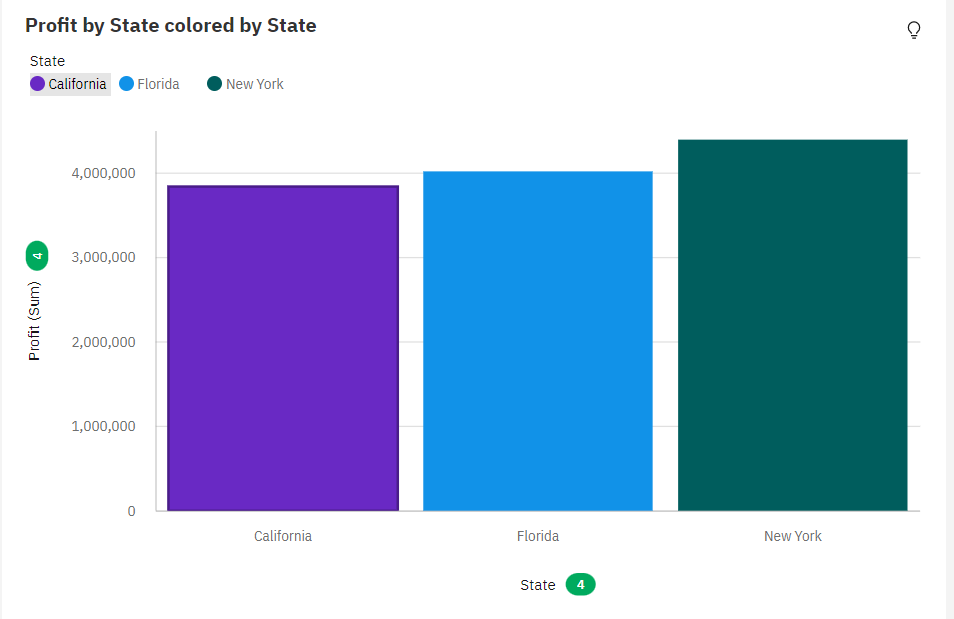 Profit by State colored by State
State
California Florida New York
4,000,000
3,000,000
2,000,000
1,000,000
0
Profit (Sum) 4
California Florida New York
State 4